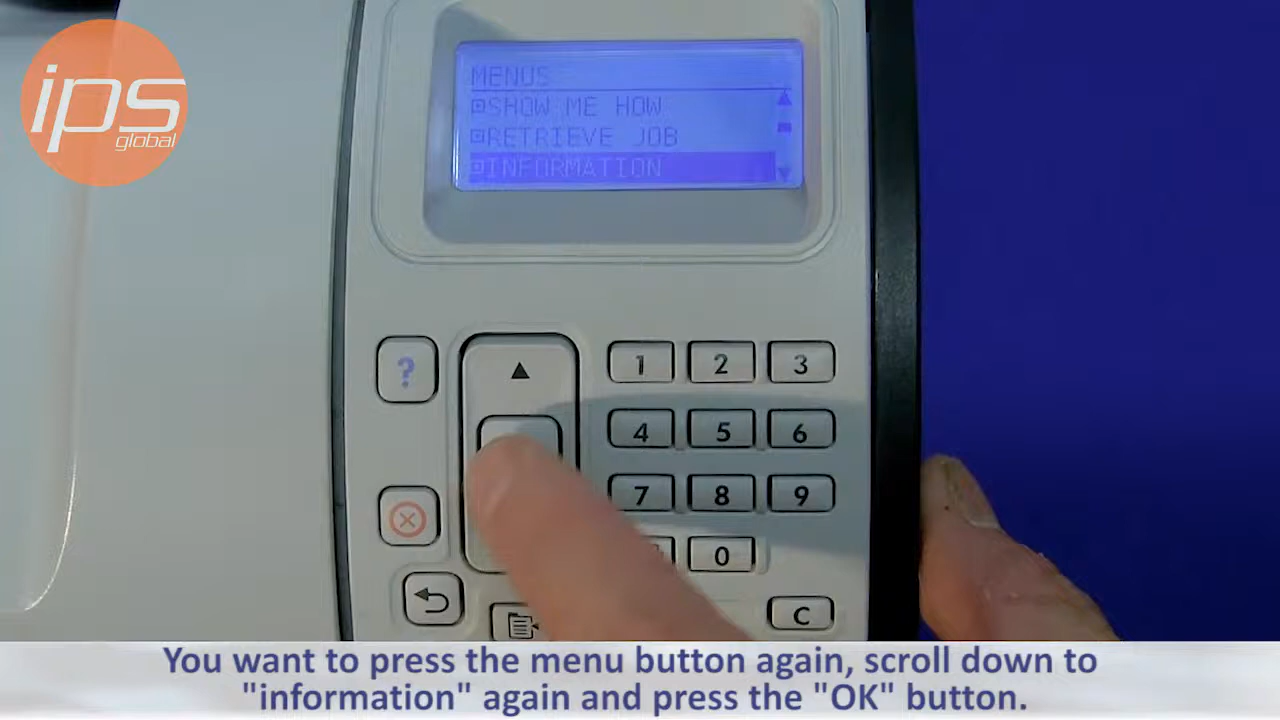 ips
global
MENUS
SHOW ME HOW
RETRIEVE JOB
INFORMATION
?
1 2 3
4 5 6
7 8 9
0
C
You want to press the menu button again, scroll down to
"information" again and press the "OK" button.